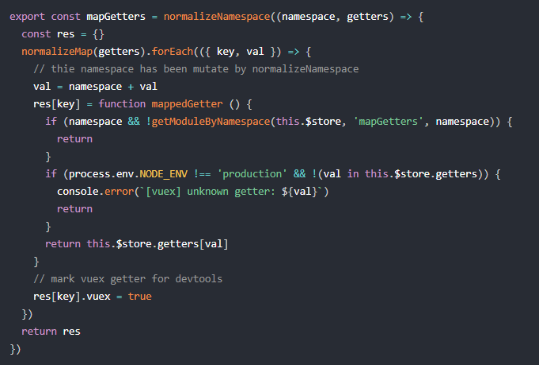 export const mapGetters = normalizeNamespace((namespace, getters) => {
  const res = {}
  normalizeMap(getters).forEach(({ key, val }) => {
    // thie namespace has been mutate by normalizeNamespace
    val = namespace + val
    res[key] = function mappedGetter () {
      if (namespace && !getModuleByNamespace(this.$store, 'mapGetters', namespace)) {
        return
      }
      if (process.env.NODE_ENV !== 'production' && !(val in this.$store.getters)) {
        console.error(`[vuex] unknown getter: ${val}`)
        return
      }
      return this.$store.getters[val]
    }
    // mark vuex getter for devtools
    res[key].vuex = true
  })
  return res
})